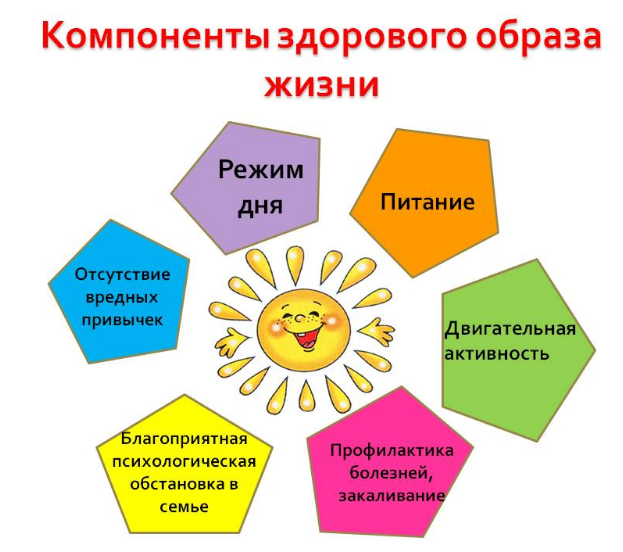 Компоненты здорового образа
жизни
Режим
дня
Питание
Отсутствие
вредных
привычек
Двигательная
активность
Благоприятная
психологическая
обстановка в
семье
Профилактика
болезней,
закаливание